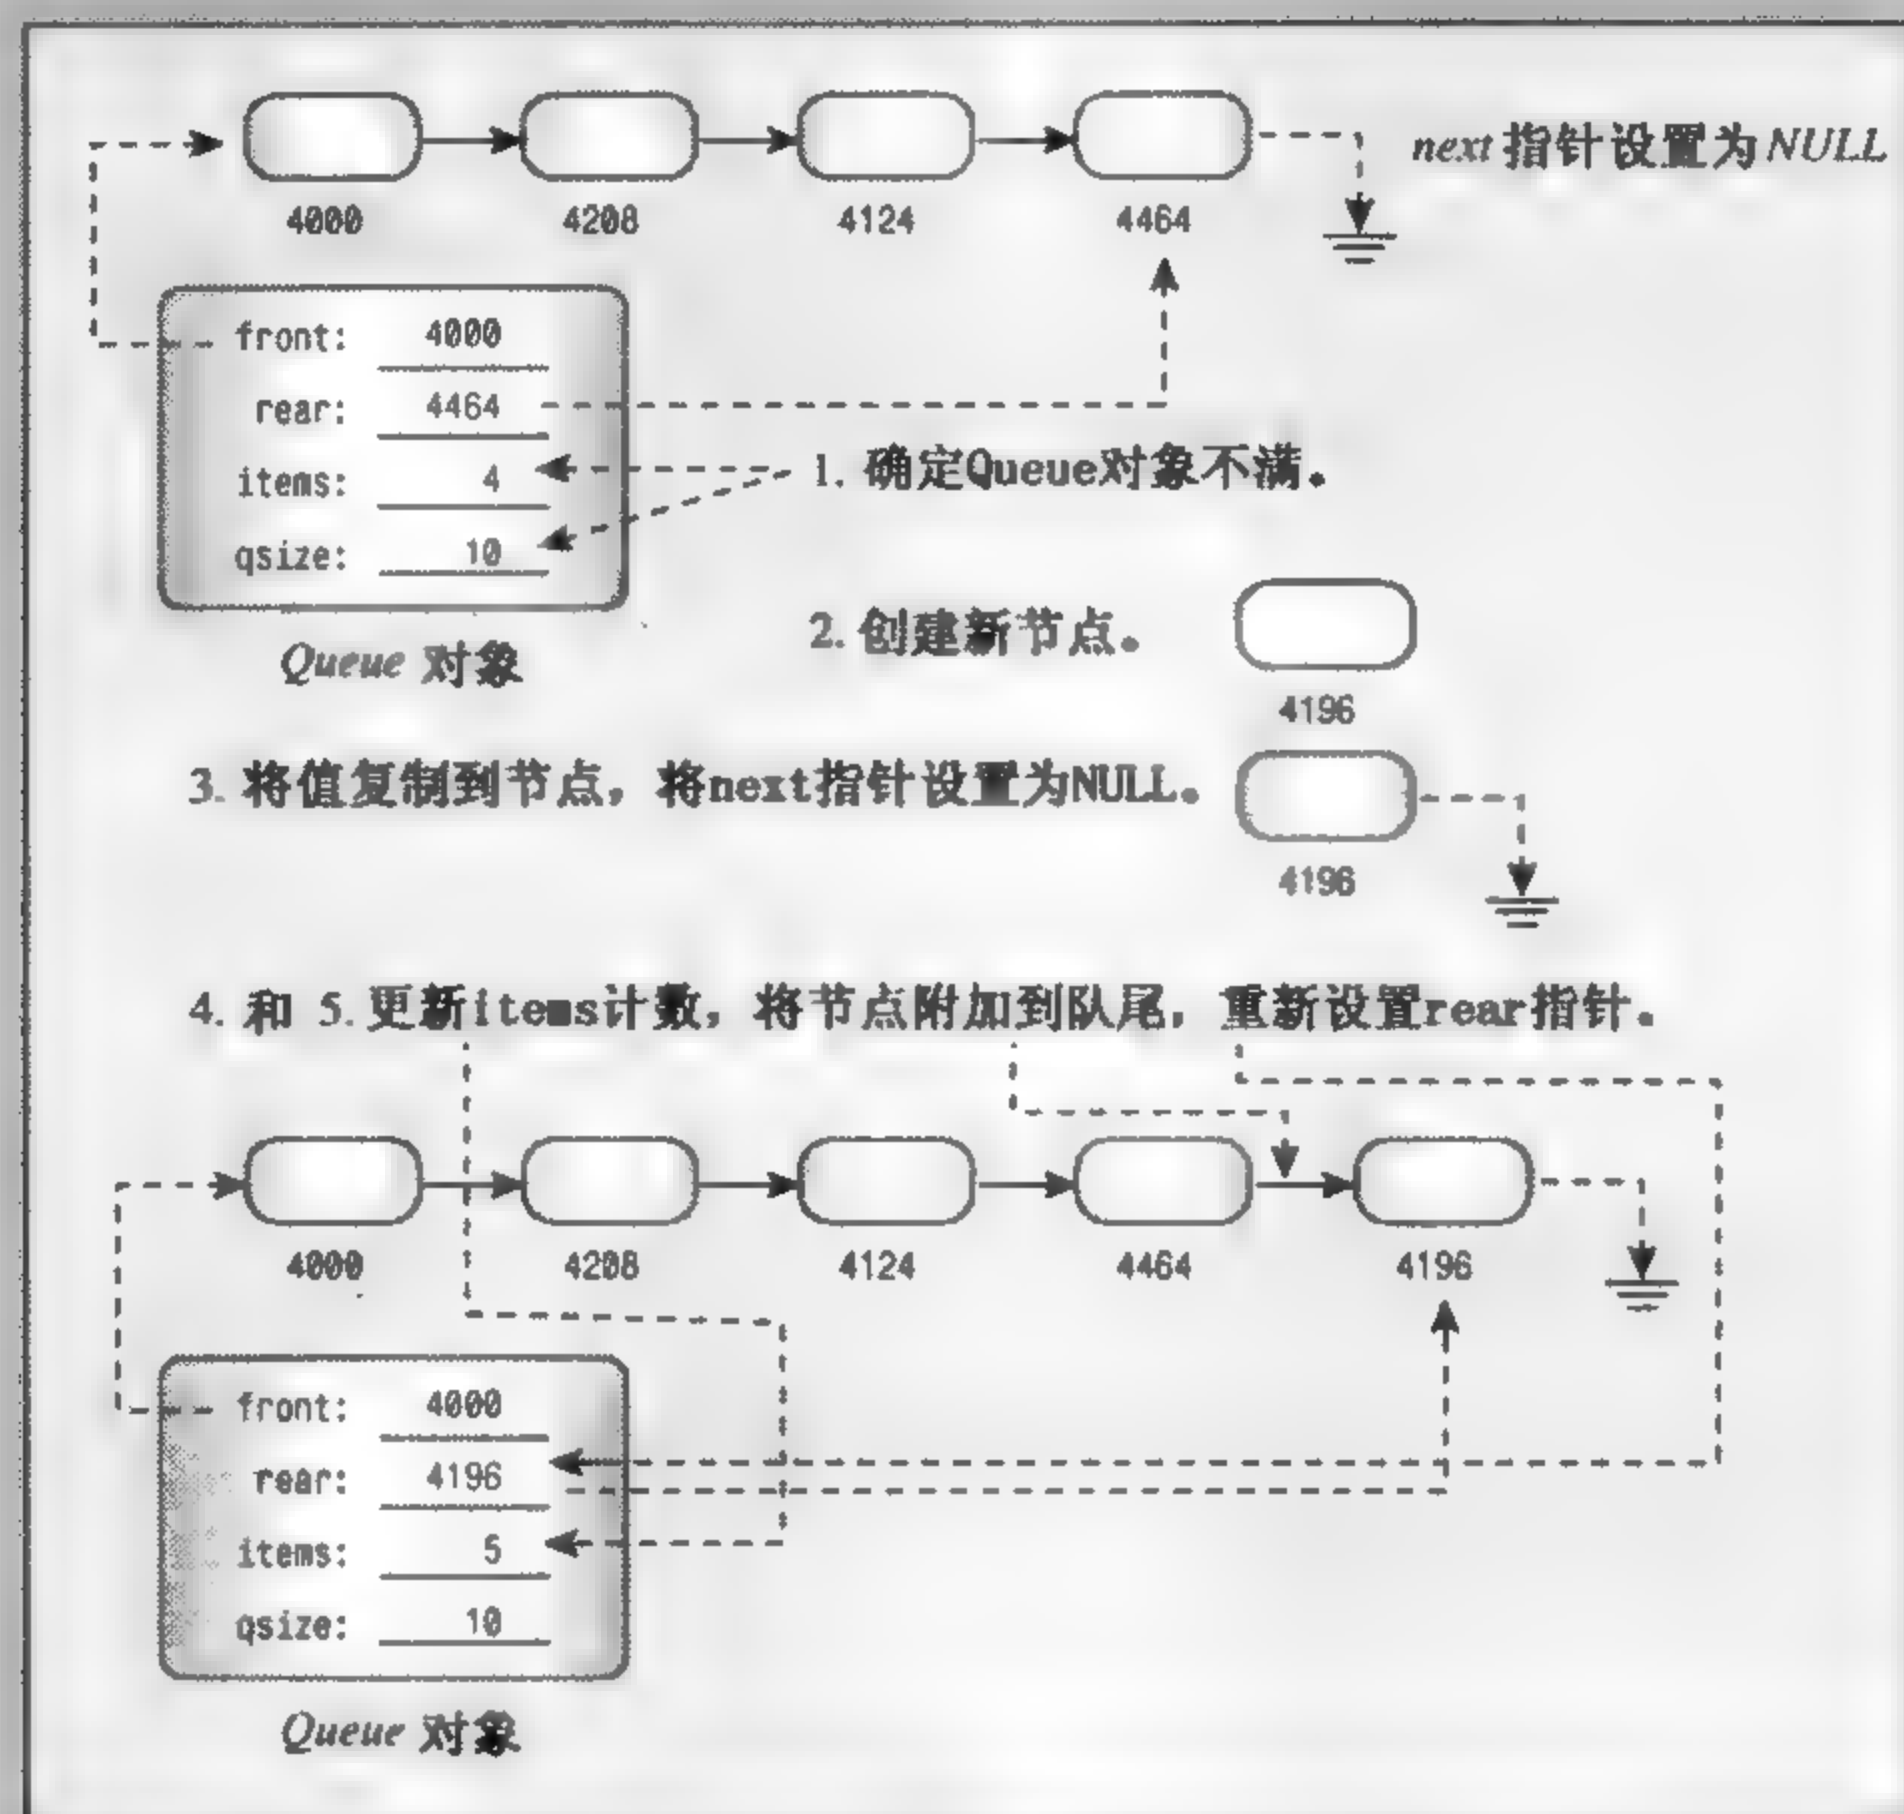 next 指针设置为NULL
4000 4208 4124 4464
front: 4000
rear: 4464
items: 4
1. 确定Queue对象不满。
qsize: 10
2. 创建新节点。
Queue 对象
4196
3. 将值复制到节点，将next指针设置为NULL。
4196
4. 和 5. 更新items计数，将节点附加到队尾，重新设置rear指针。
4000 4208 4124 4464 4196
front: 4000
rear: 4196
items: 5
qsize: 10
Queue 对象